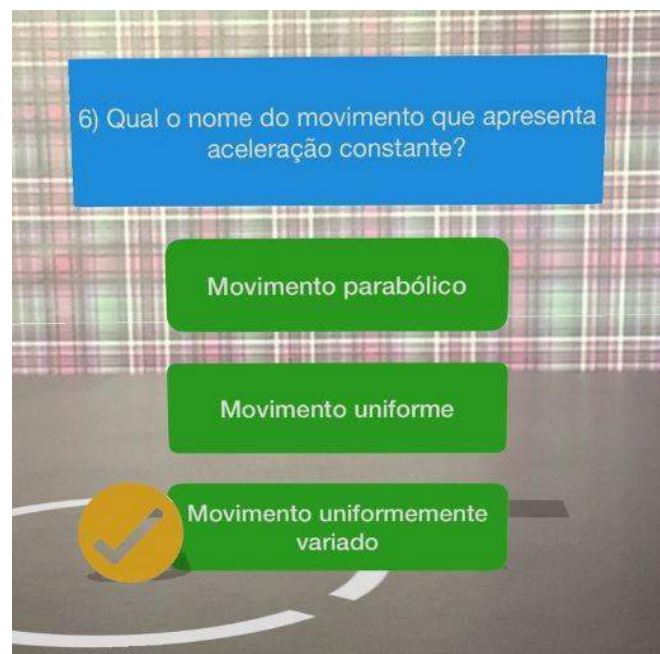 6) Qual o nome do movimento que apresenta
aceleração constante?
Movimento parabólico
Movimento uniforme
Movimento uniformemente
variado